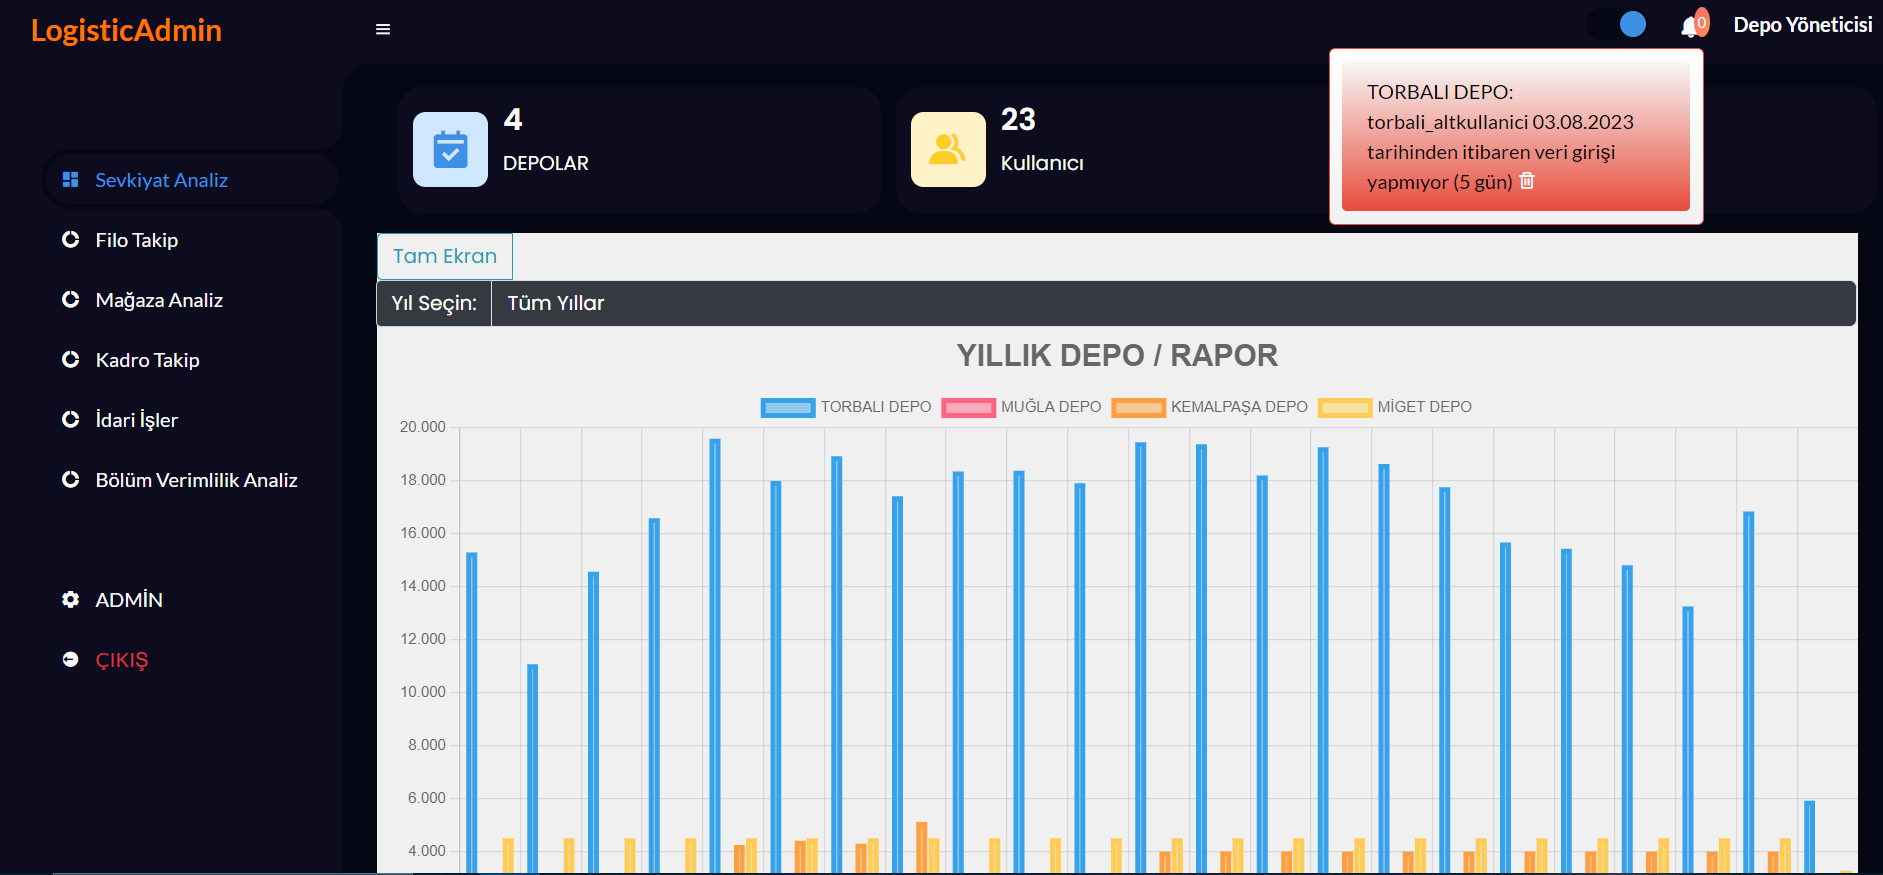 LogisticAdmin
0
Depo Yöneticisi
TORBALI DEPO:
torbali_altkullanici 03.08.2023
tarihinden itibaren veri girişi
yapmıyor (5 gün)
4
DEPOLAR
23
Kullanıcı
Sevkiyat Analiz
Filo Takip
Mağaza Analiz
Kadro Takip
İdari İşler
Bölüm Verimlilik Analiz
ADMİN
ÇIKIŞ
Tam Ekran
Yıl Seçin: Tüm Yıllar
YILLIK DEPO / RAPOR
TORBALI DEPO MUĞLA DEPO KEMALPAŞA DEPO MİGET DEPO
20.000
18.000
16.000
14.000
12.000
10.000
8.000
6.000
4.000